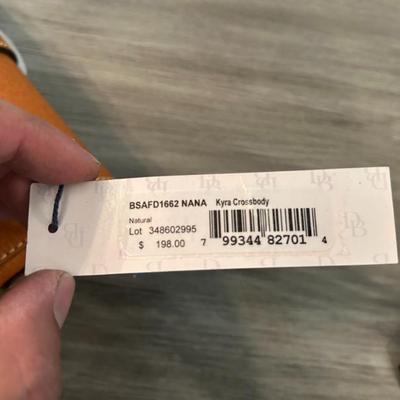 BSAFD1662 NANA Kyra Crossbody
Natural
Lot 348602995
$ 198.00 7 99344 82701 4